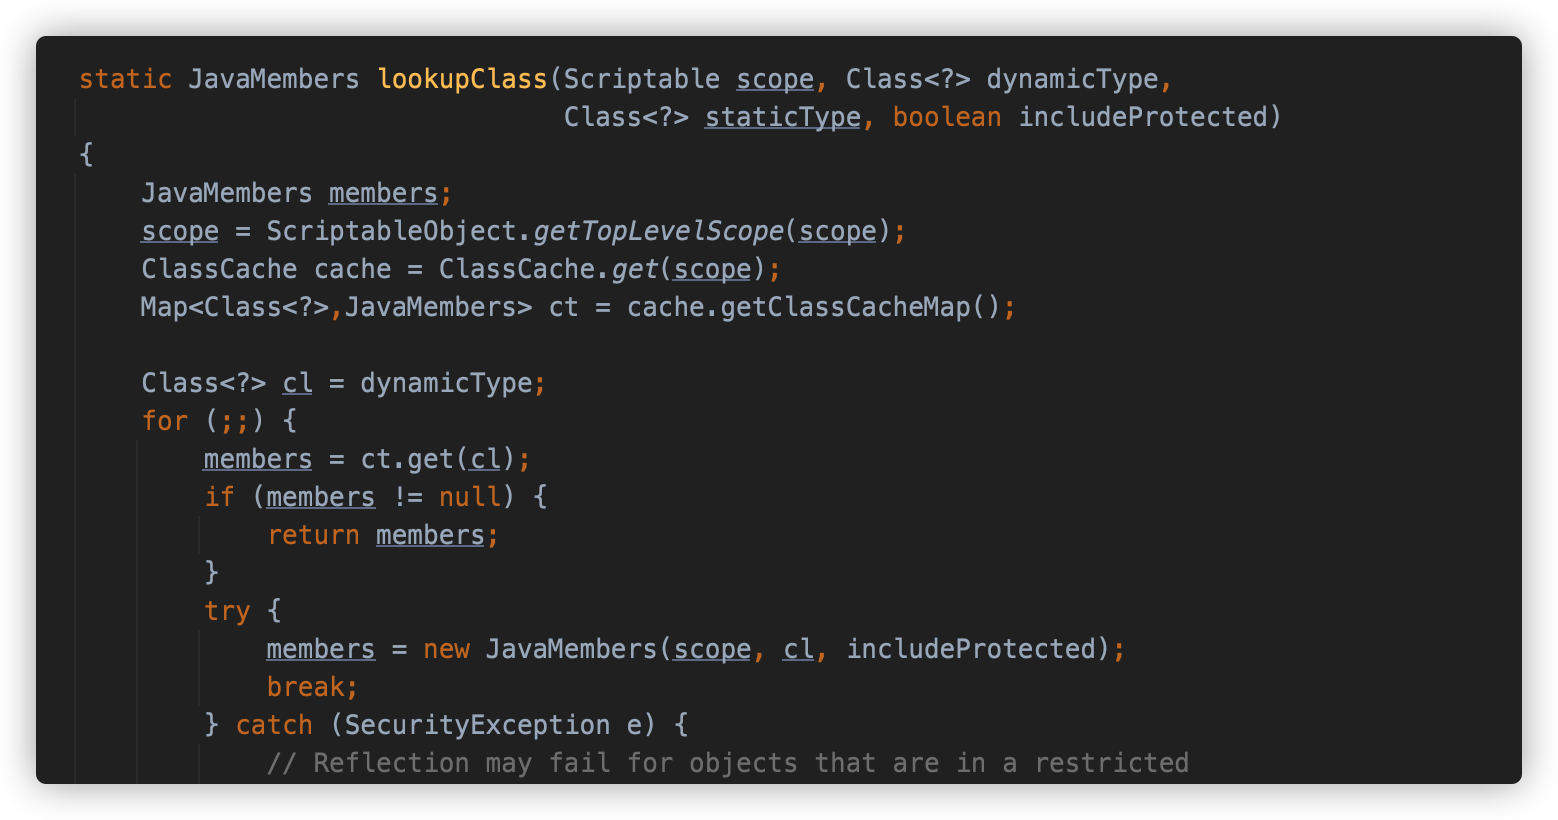 static JavaMembers lookupClass(Scriptable scope, Class<?> dynamicType,
                               Class<?> staticType, boolean includeProtected)
{
    JavaMembers members;
    scope = ScriptableObject.getTopLevelScope(scope);
    ClassCache cache = ClassCache.get(scope);
    Map<Class<?>,JavaMembers> ct = cache.getClassCacheMap();

    Class<?> cl = dynamicType;
    for (;;) {
        members = ct.get(cl);
        if (members != null) {
            return members;
        }
        try {
            members = new JavaMembers(scope, cl, includeProtected);
            break;
        } catch (SecurityException e) {
            // Reflection may fail for objects that are in a restricted